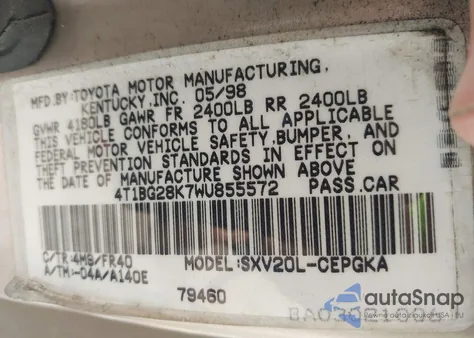 MFD.BY:TOYOTA MOTOR MANUFACTURING,
KENTUCKY,INC. 05/98
GVWR 4180LB GAWR FR 2400LB RR 2400LB
THIS VEHICLE CONFORMS TO ALL APPLICABLE
FEDERAL MOTOR VEHICLE SAFETY,BUMPER, AND
THEFT PREVENTION STANDARDS IN EFFECT ON
THE DATE OF MANUFACTURE SHOWN ABOVE
4T1BG28K7WU855572 PASS.CAR
C/TR:4M9/FR40 MODEL:SXV20L-CEPGKA
A/TM:-04A/A140E
79460
autoSnap